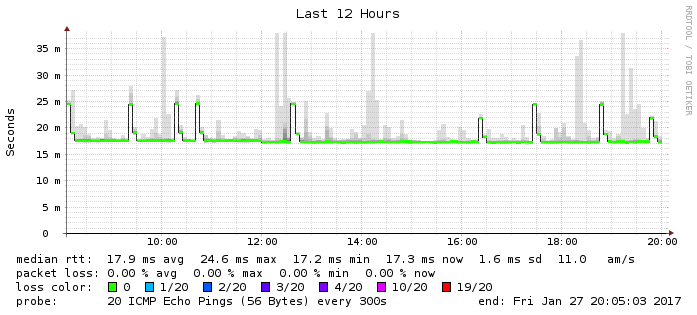 Last 12 Hours
RRDTOOL / TOBI OETIKER
Seconds
35 m
30 m
25 m
20 m
15 m
10 m
5 m
0
10:00 12:00 14:00 16:00 18:00 20:00
median rtt: 17.9 ms avg 24.6 ms max 17.2 ms min 17.3 ms now 1.6 ms sd 11.0 am/s
packet loss: 0.00 % avg 0.00 % max 0.00 % min 0.00 % now
loss color: 0 1/20 2/20 3/20 4/20 10/20 19/20
probe: 20 ICMP Echo Pings (56 Bytes) every 300s end: Fri Jan 27 20:05:03 2017